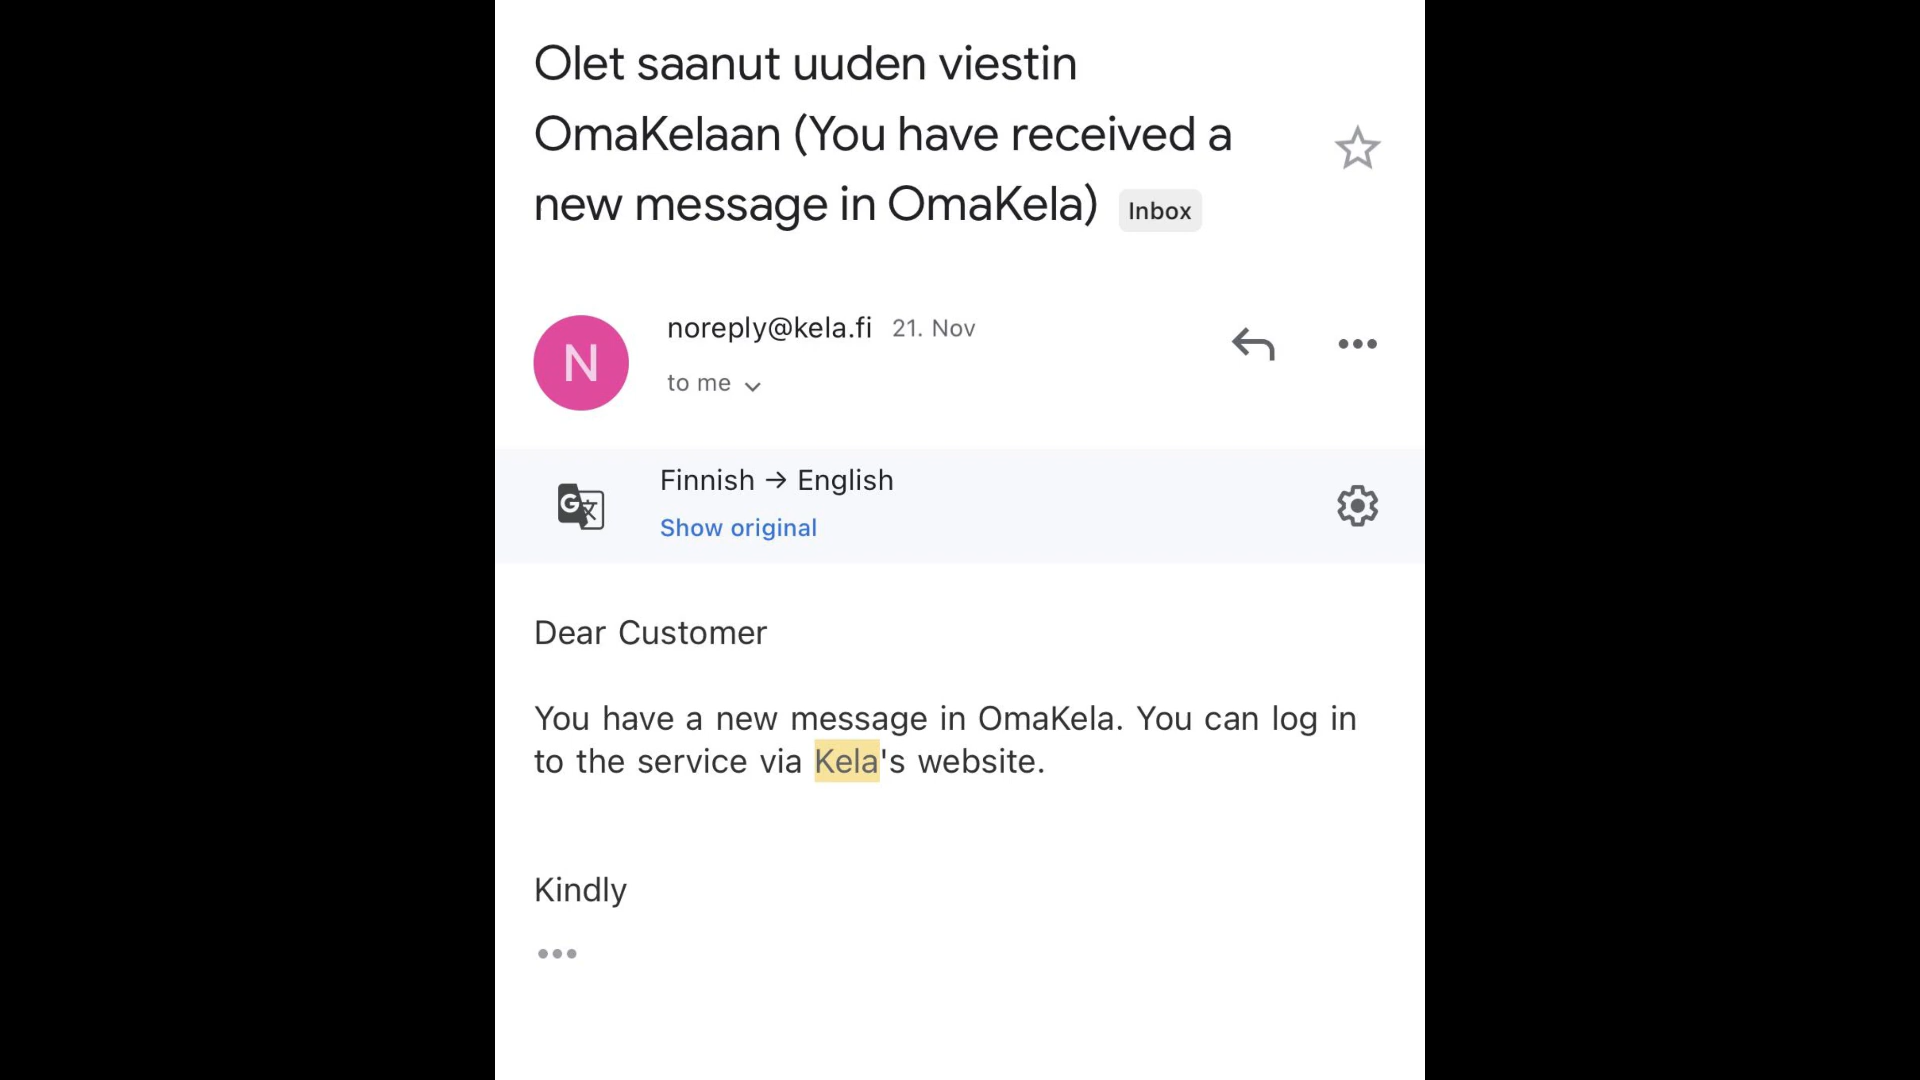 Olet saanut uuden viestin
OmaKelaan (You have received a
new message in OmaKela) Inbox
N
noreply@kela.fi 21. Nov
to me
Finnish → English
Show original
Dear Customer
You have a new message in OmaKela. You can log in
to the service via Kela's website.
Kindly